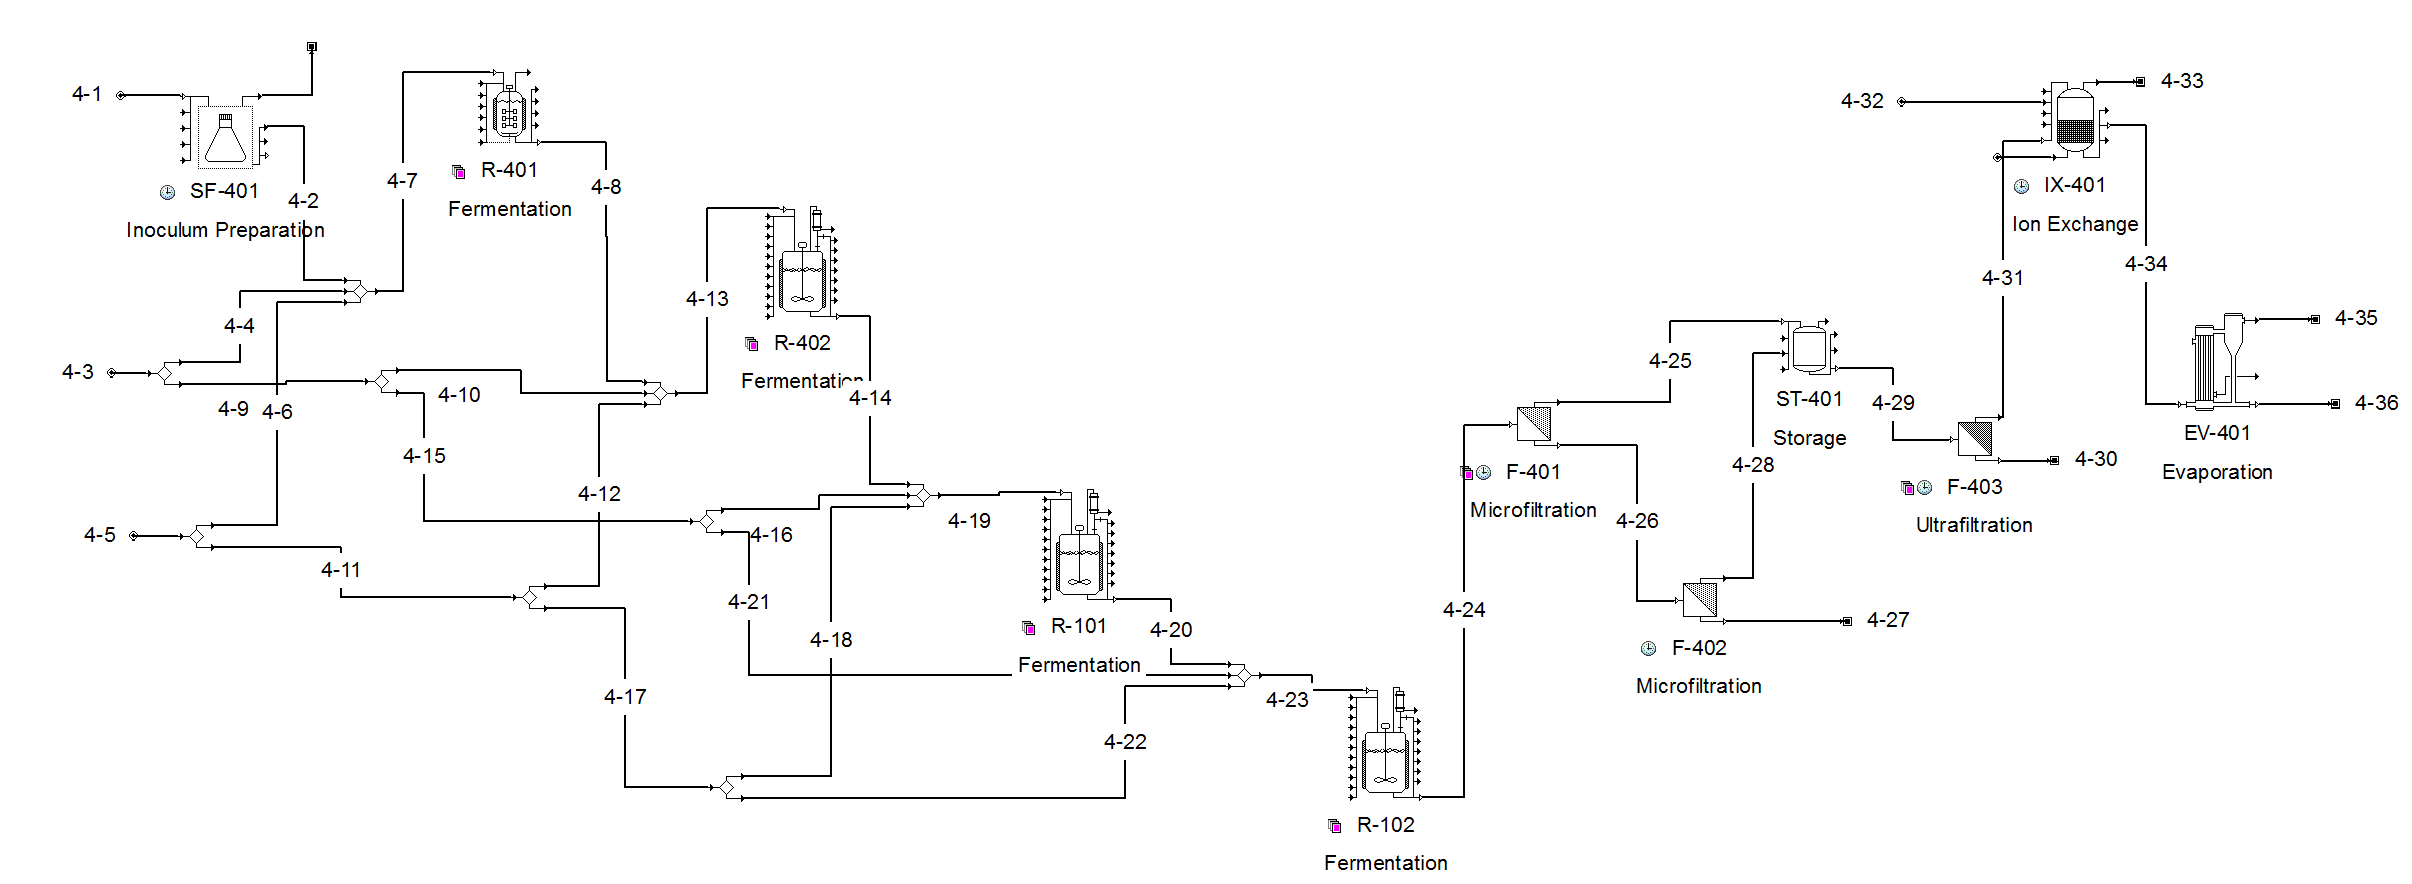 4-1
SF-401
Inoculum Preparation
4-2
4-7
R-401
Fermentation
4-8
4-3
4-4
4-9
4-6
4-10
4-13
R-402
Fermentation
4-14
4-15
4-12
4-5
4-11
4-16
4-19
4-21
4-18
4-17
R-101
Fermentation
4-20
4-22
4-23
R-102
Fermentation
4-24
F-401
Microfiltration
4-25
4-26
F-402
Microfiltration
4-27
4-28
ST-401
Storage
4-29
F-403
Ultrafiltration
4-30
4-31
4-32
IX-401
Ion Exchange
4-33
4-34
EV-401
Evaporation
4-35
4-36